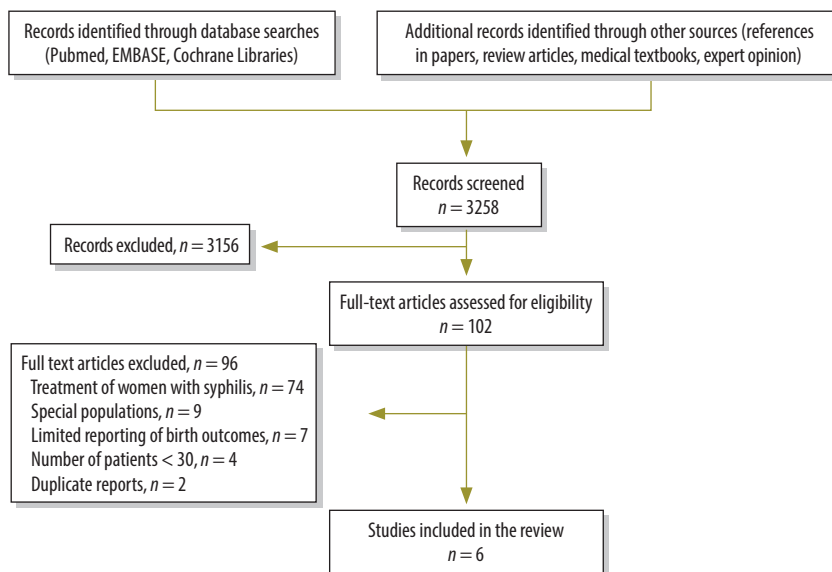 Records identified through database searches
(Pubmed, EMBASE, Cochrane Libraries)
Additional records identified through other sources (references
in papers, review articles, medical textbooks, expert opinion)
Records screened
n = 3258
Records excluded, n = 3156
Full-text articles assessed for eligibility
n = 102
Full text articles excluded, n = 96
Treatment of women with syphilis, n = 74
Special populations, n = 9
Limited reporting of birth outcomes, n = 7
Number of patients < 30, n = 4
Duplicate reports, n = 2
Studies included in the review
n = 6